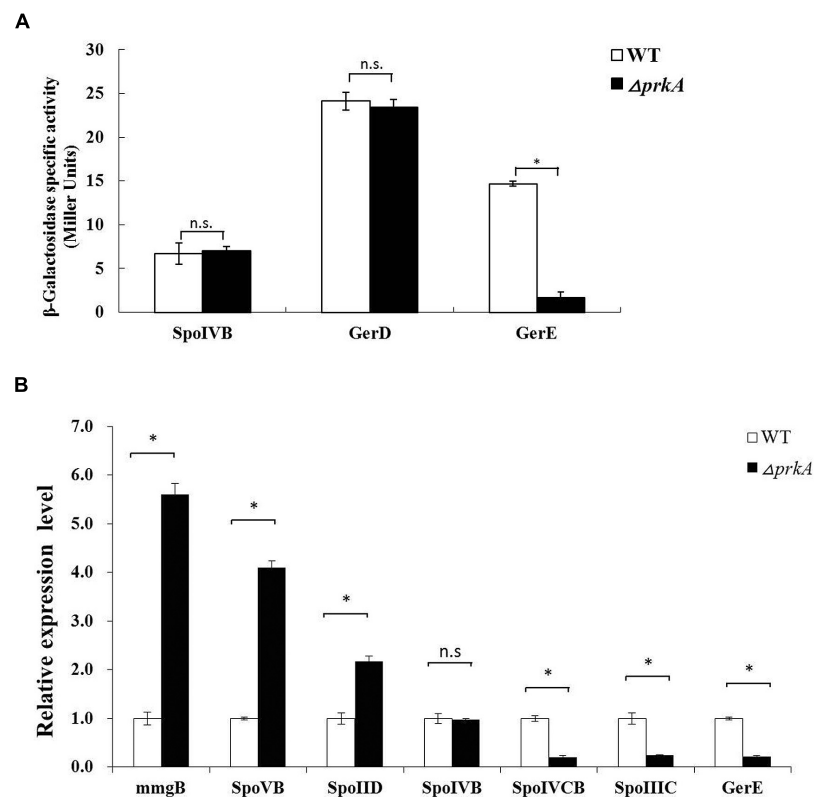 A
β-Galactosidase specific activity
(Miller Units)
30
25
20
15
10
5
0
n.s.
n.s.
*
WT
ΔprkA
SpoIVB
GerD
GerE
B
Relative expression level
7.0
6.0
5.0
4.0
3.0
2.0
1.0
0.0
*
*
*
n.s
*
*
*
WT
ΔprkA
mmgB
SpoVB
SpoIID
SpoIVB
SpoIVCB
SpoIIIC
GerE